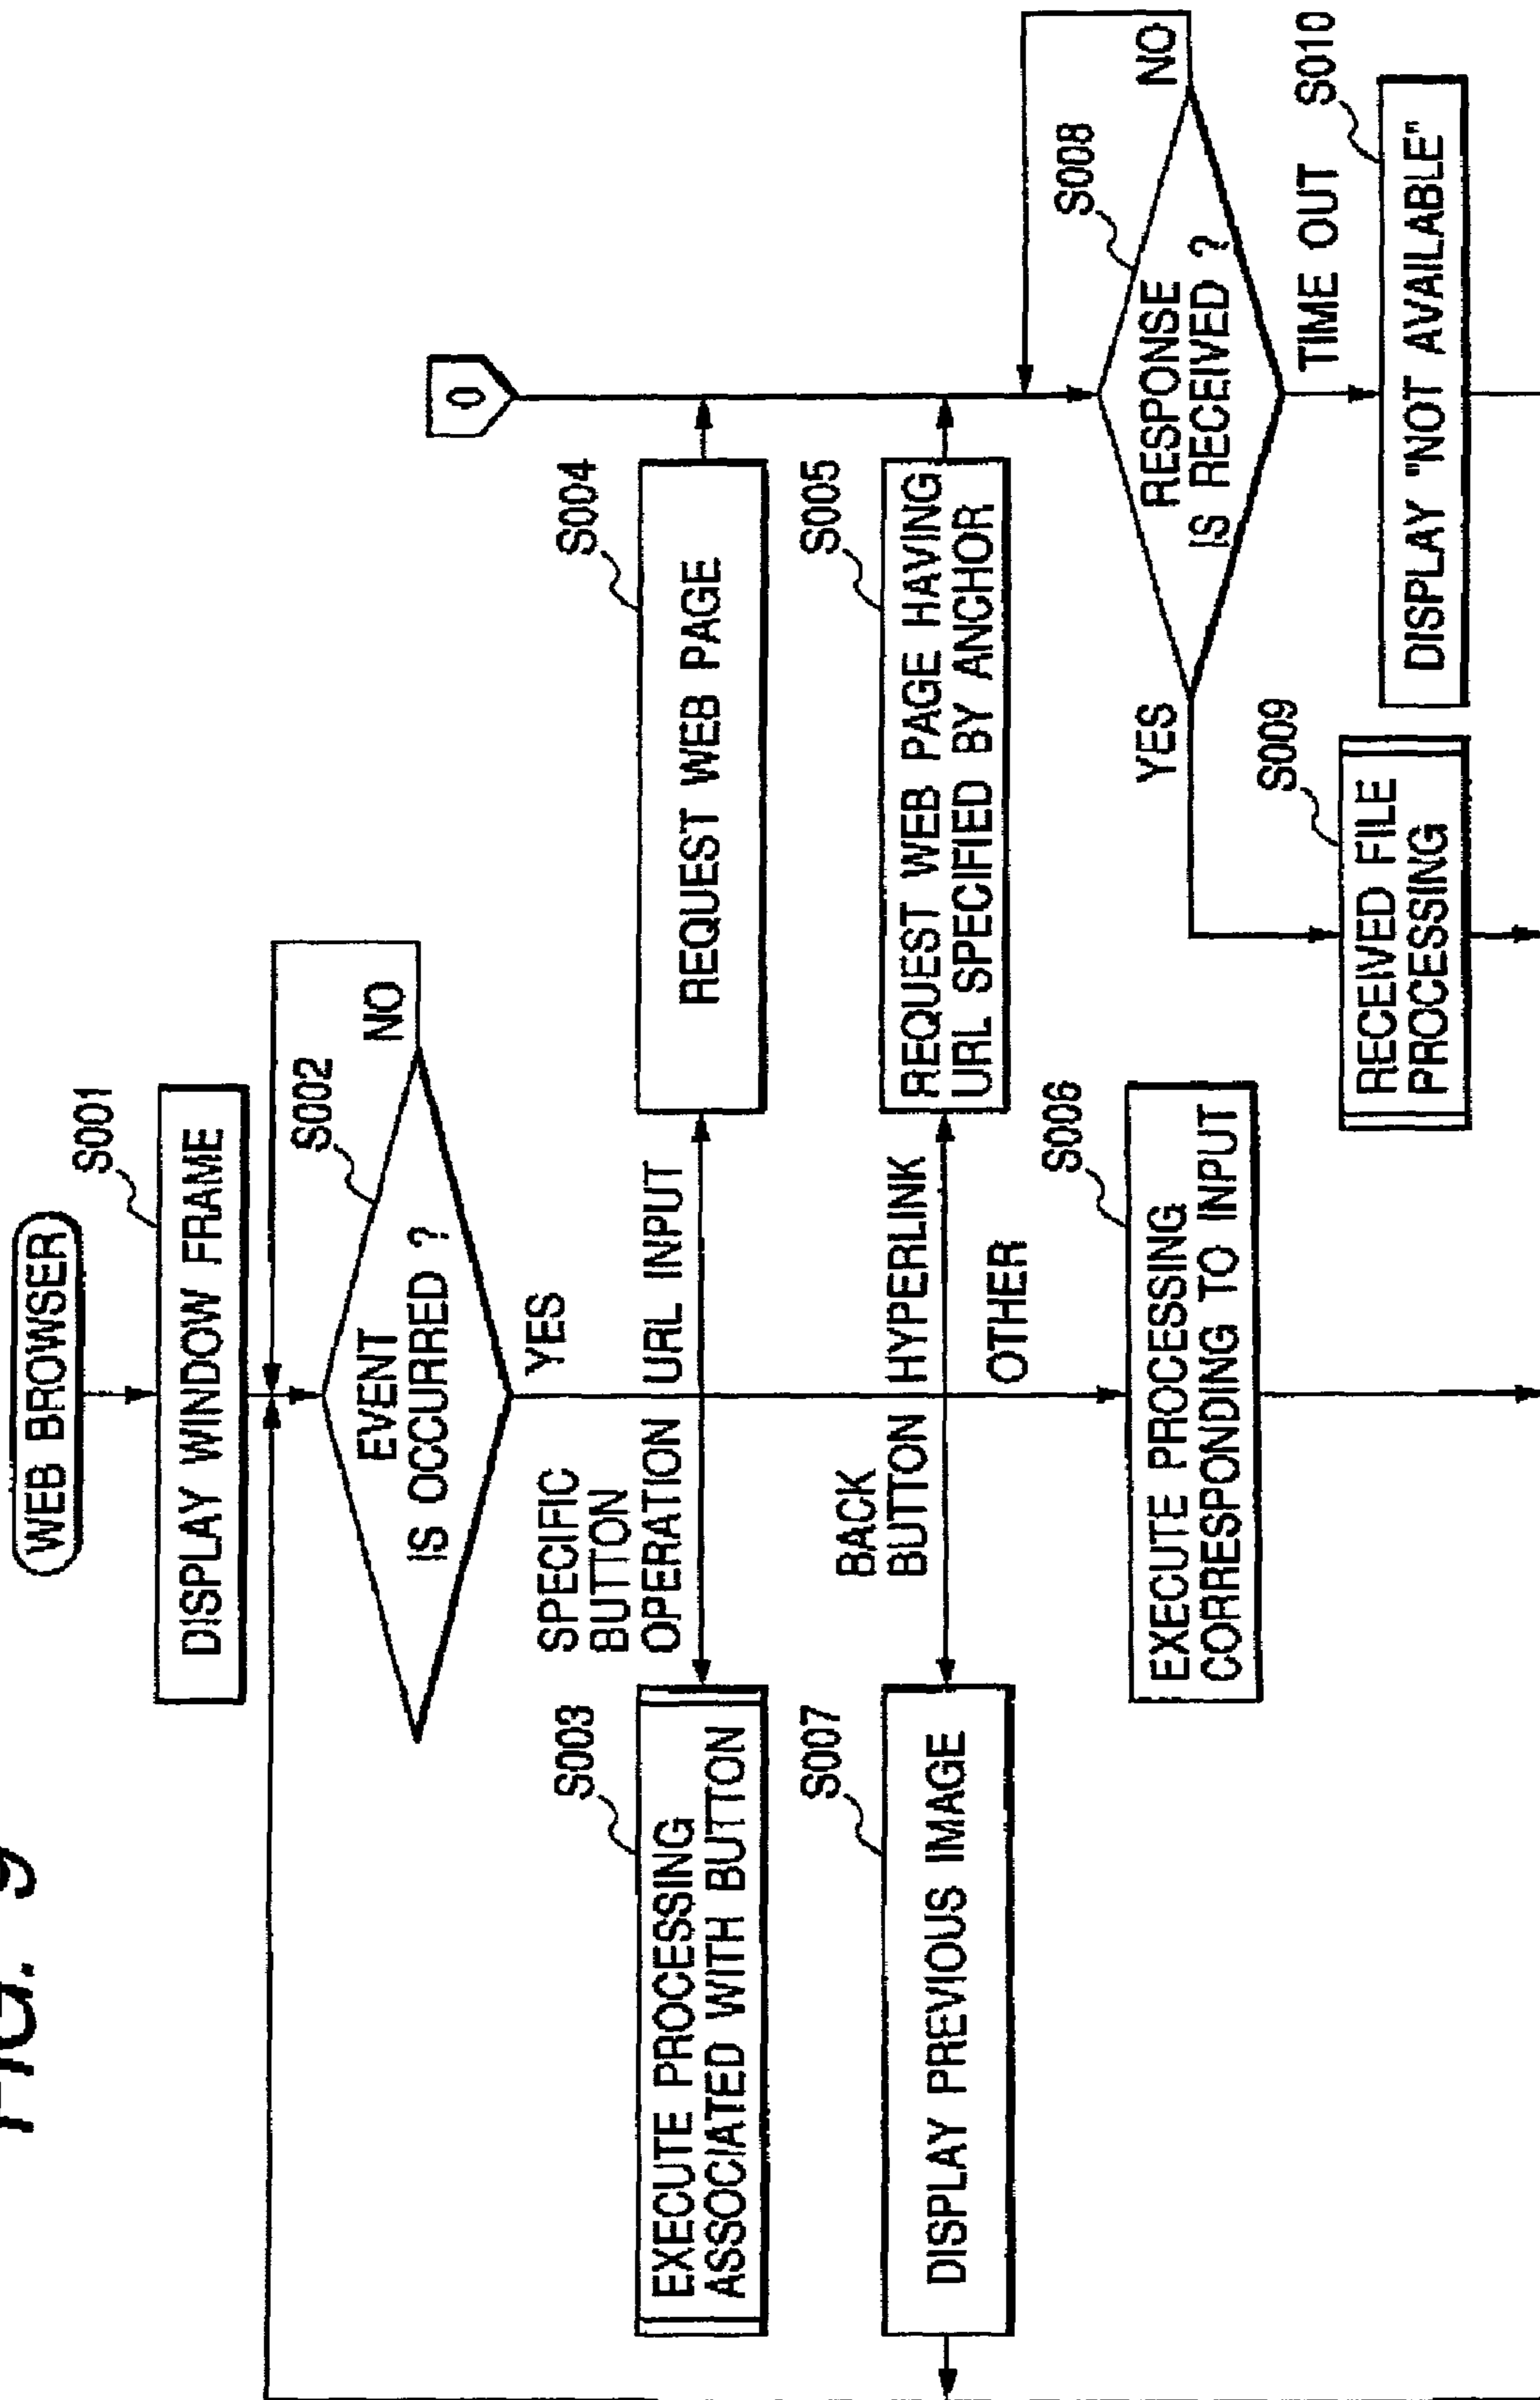 FIG. 9
WEB BROWSER
S001
DISPLAY WINDOW FRAME
S002
EVENT
IS OCCURRED ?
NO
YES
SPECIFIC
BUTTON
OPERATION
URL INPUT
S003
EXECUTE PROCESSING
ASSOCIATED WITH BUTTON
S004
REQUEST WEB PAGE
0
BACK
BUTTON
HYPERLINK
S007
DISPLAY PREVIOUS IMAGE
S005
REQUEST WEB PAGE HAVING
URL SPECIFIED BY ANCHOR
OTHER
S006
EXECUTE PROCESSING
CORRESPONDING TO INPUT
S008
RESPONSE
IS RECEIVED ?
NO
YES
TIME OUT
S009
RECEIVED FILE
PROCESSING
S010
DISPLAY "NOT AVAILABLE"